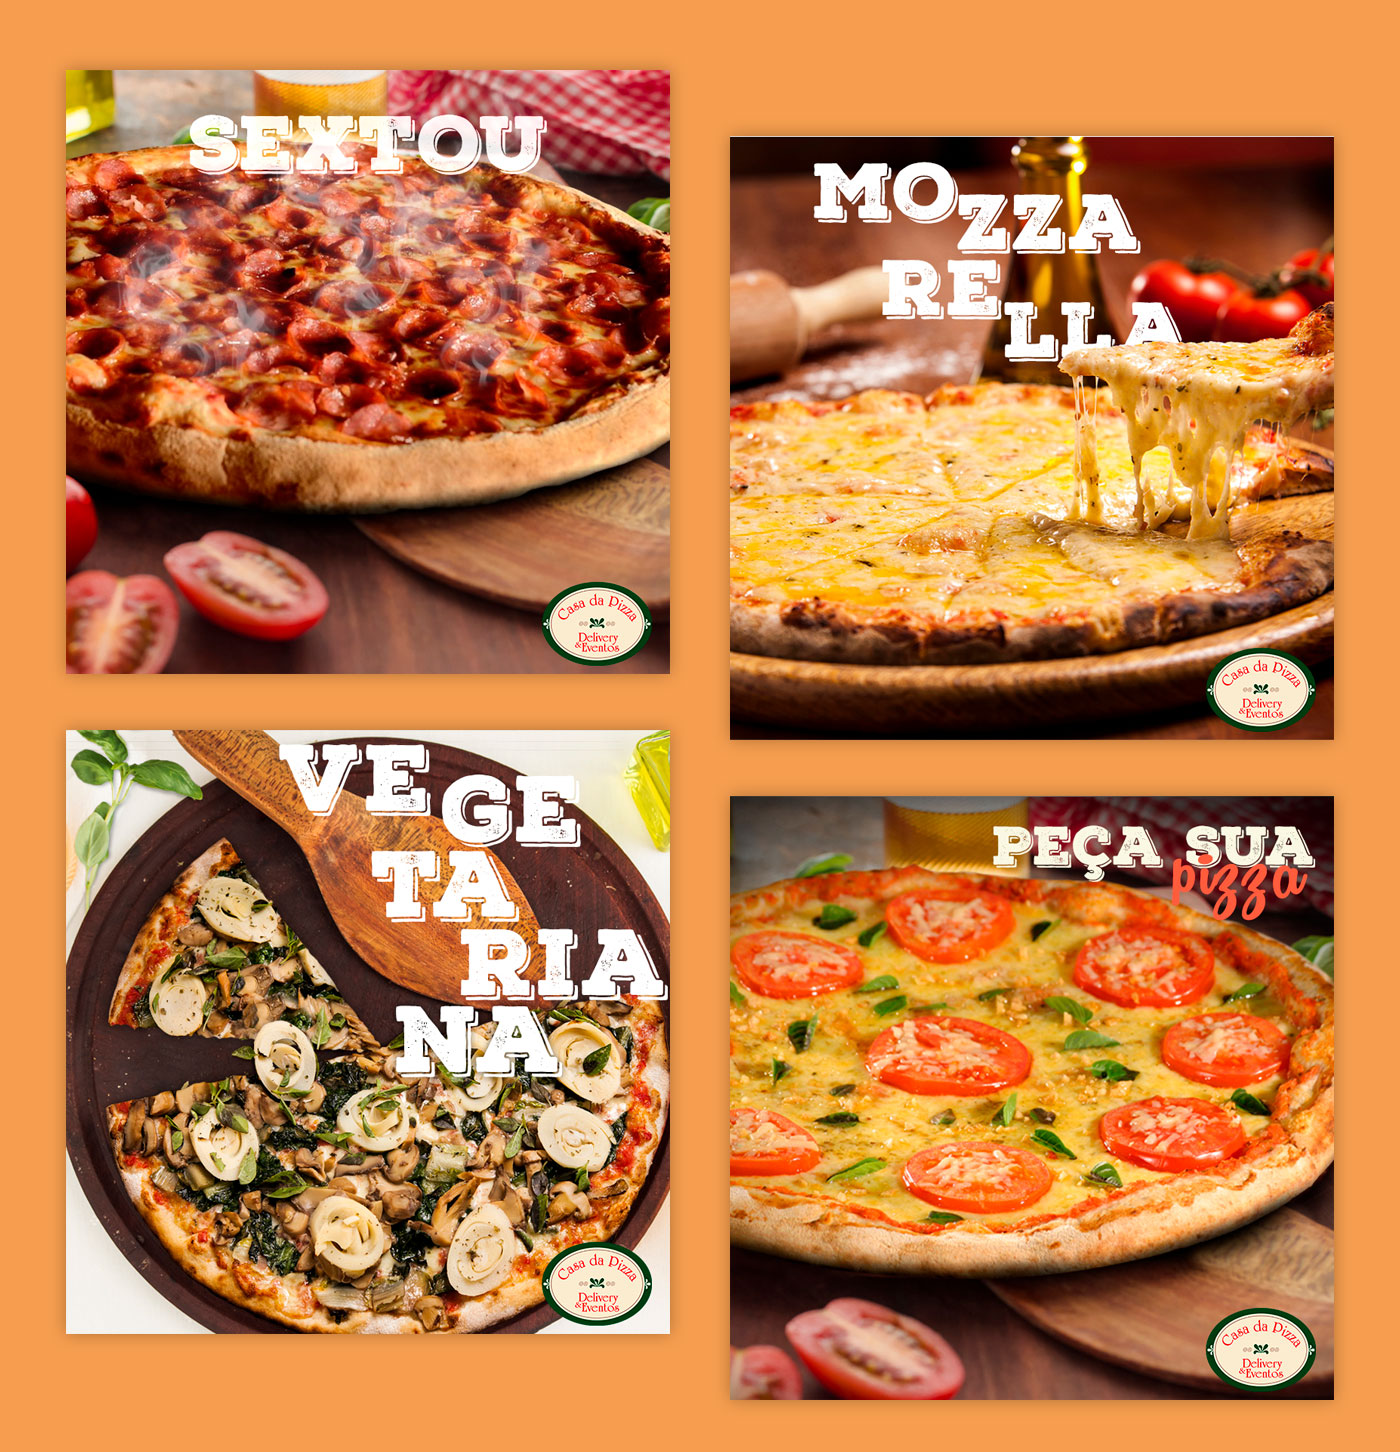 SEXTOU
Casa da Pizza
Delivery
& Eventos
MO
ZZA
RE
LLA
Casa da Pizza
Delivery
& Eventos
VE
GE
TA
RIA
NA
Casa da Pizza
Delivery
& Eventos
PEÇA SUA
pizza
Casa da Pizza
Delivery
& Eventos